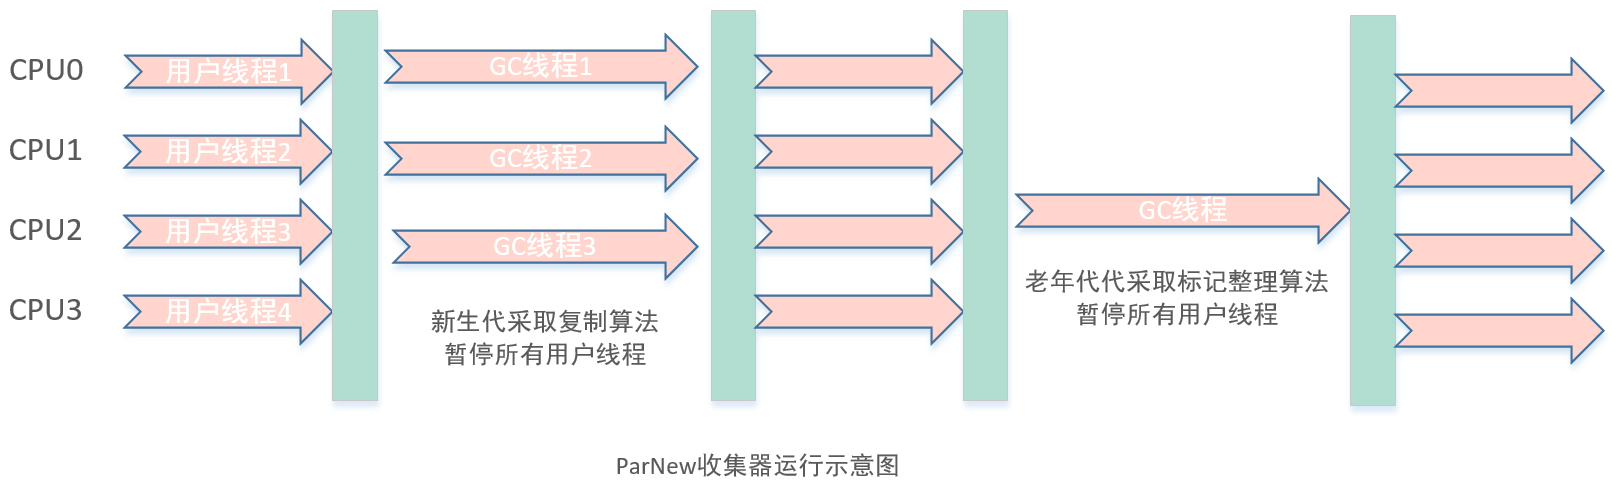 CPU0
用户线程1
GC线程1
CPU1
用户线程2
GC线程2
CPU2
用户线程3
GC线程3
GC线程
CPU3
用户线程4
新生代采取复制算法
暂停所有用户线程
老年代代采取标记整理算法
暂停所有用户线程
ParNew收集器运行示意图